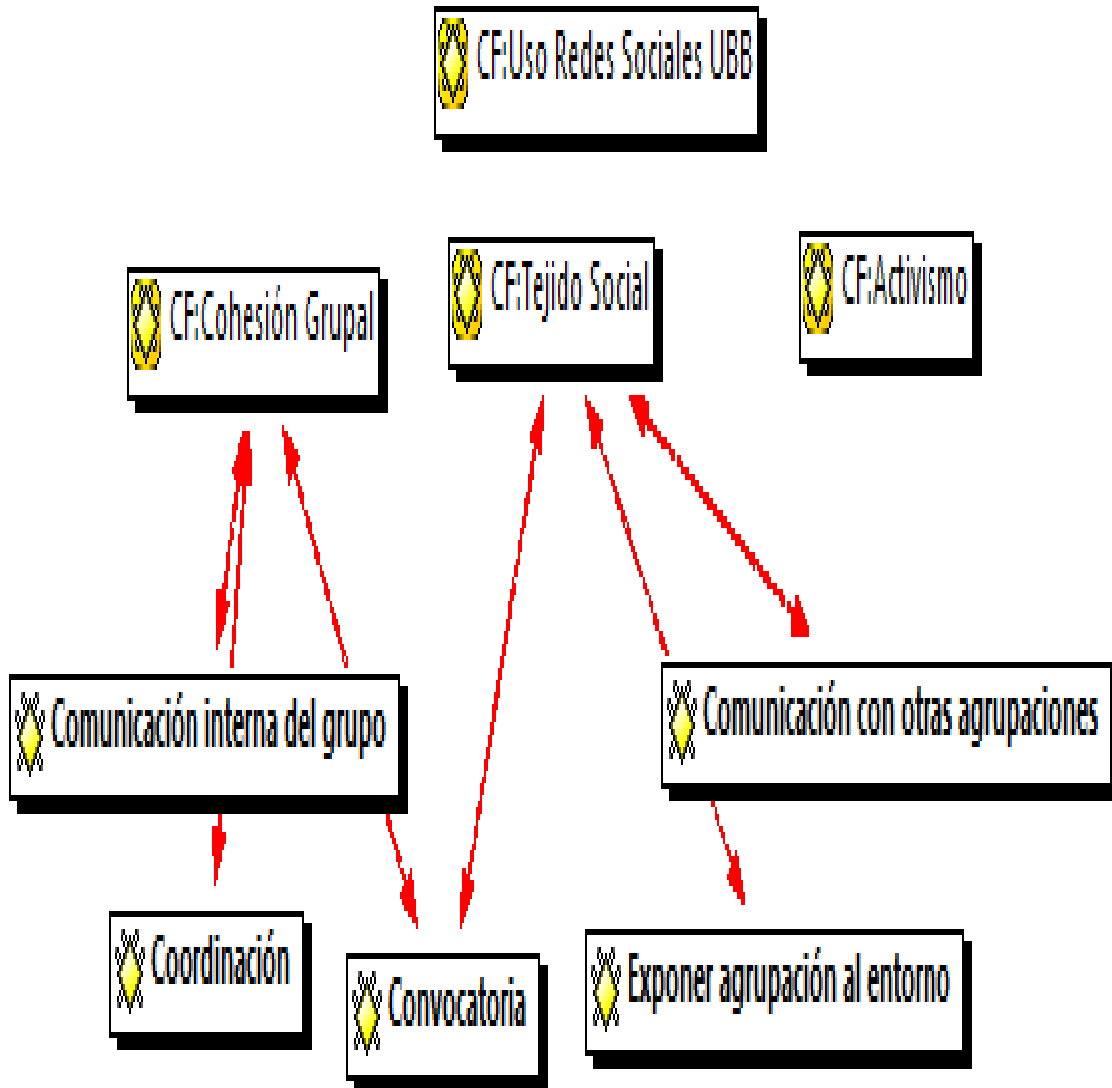 CF:Uso Redes Sociales UBB
CF:Cohesión Grupal
CF:Tejido Social
CF:Activismo
Comunicación interna del grupo
Comunicación con otras agrupaciones
Coordinación
Convocatoria
Exponer agrupación al entorno